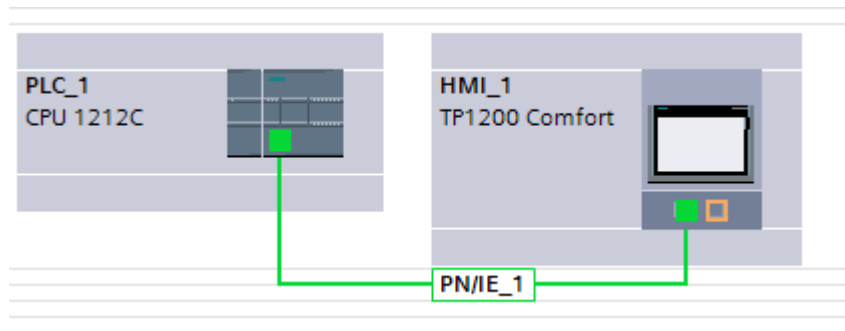 PLC_1
CPU 1212C
HMI_1
TP1200 Comfort
PN/IE_1